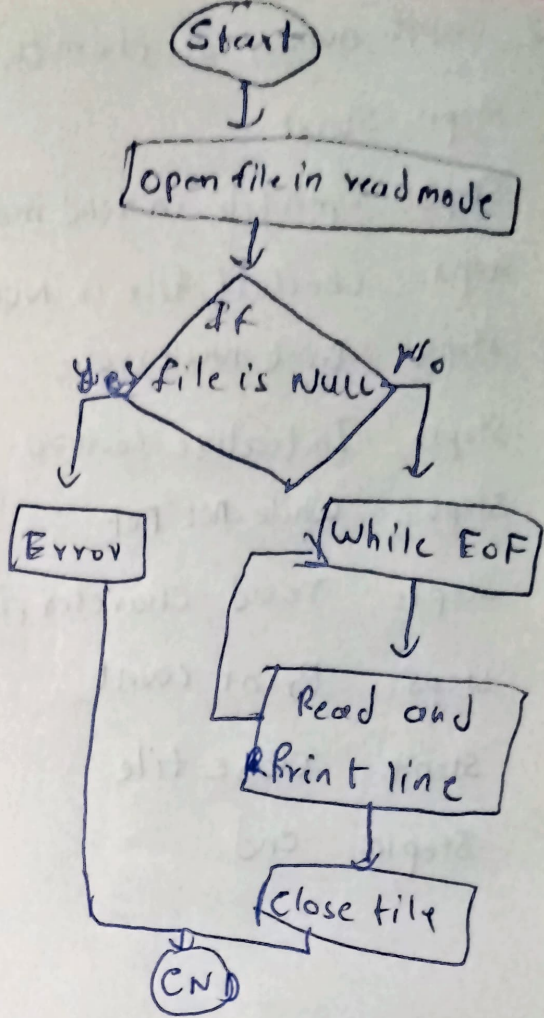 Start
Open file in read mode
If
Yes file is NULL No
Error
While EOF
Read and
Print line
Close file
END